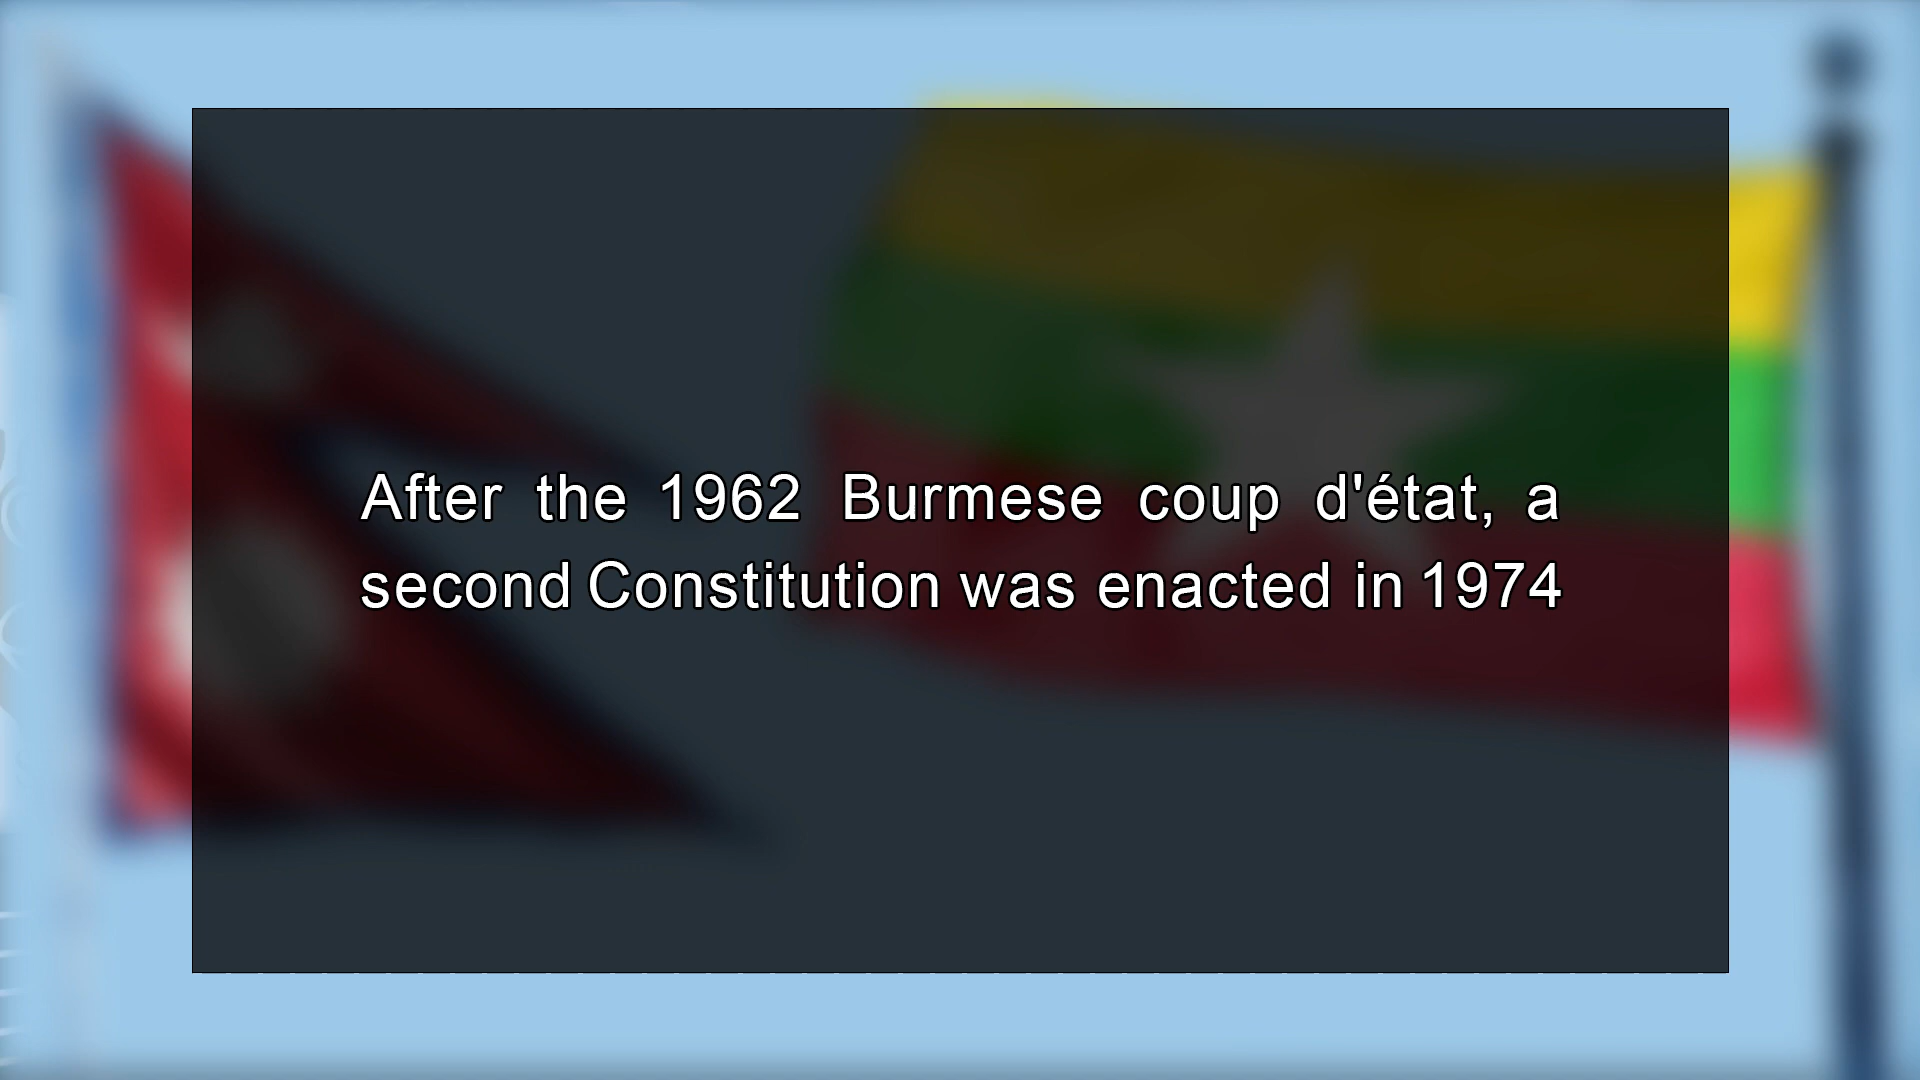 After the 1962 Burmese coup d'état, a
second Constitution was enacted in 1974